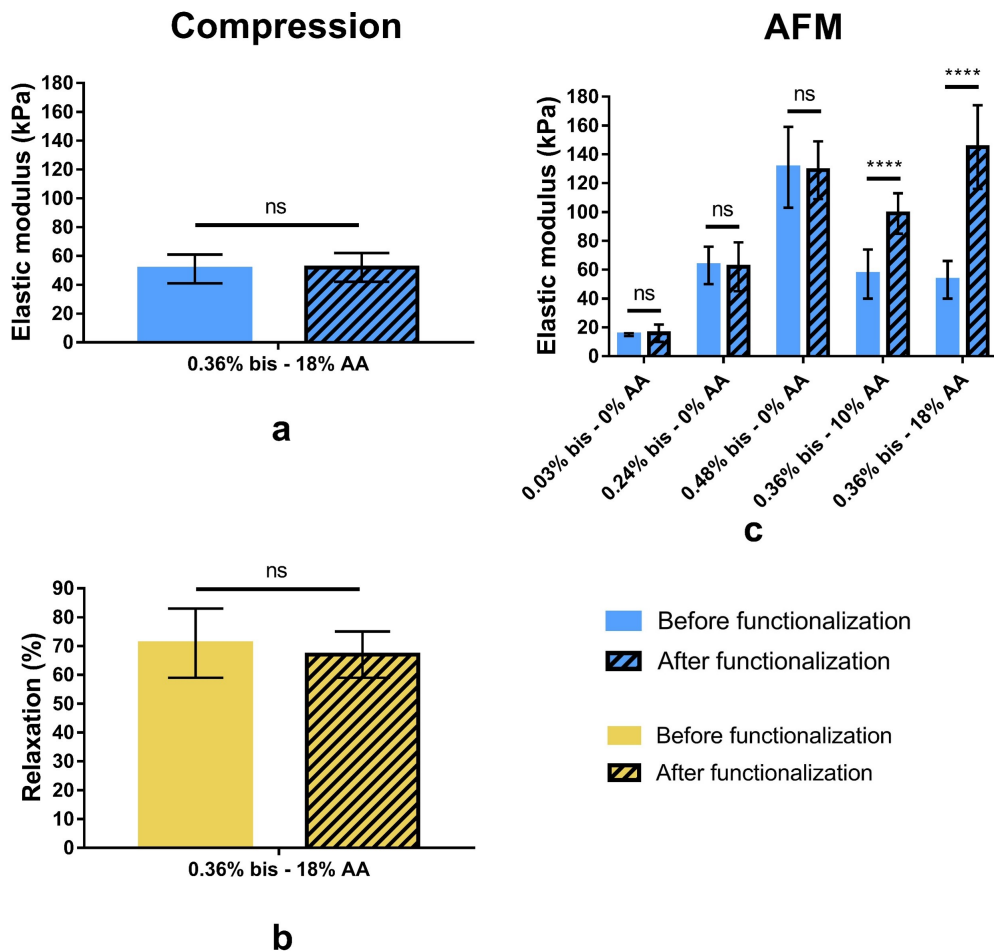 Compression
Elastic modulus (kPa)
180
160
140
120
100
80
60
40
20
0
ns
0.36% bis - 18% AA
a
AFM
Elastic modulus (kPa)
180
160
140
120
100
80
60
40
20
0
ns
ns
ns
****
****
0.03% bis - 0% AA
0.24% bis - 0% AA
0.48% bis - 0% AA
0.36% bis - 10% AA
0.36% bis - 18% AA
c
Relaxation (%)
90
80
70
60
50
40
30
20
10
0
ns
0.36% bis - 18% AA
b
Before functionalization
After functionalization
Before functionalization
After functionalization